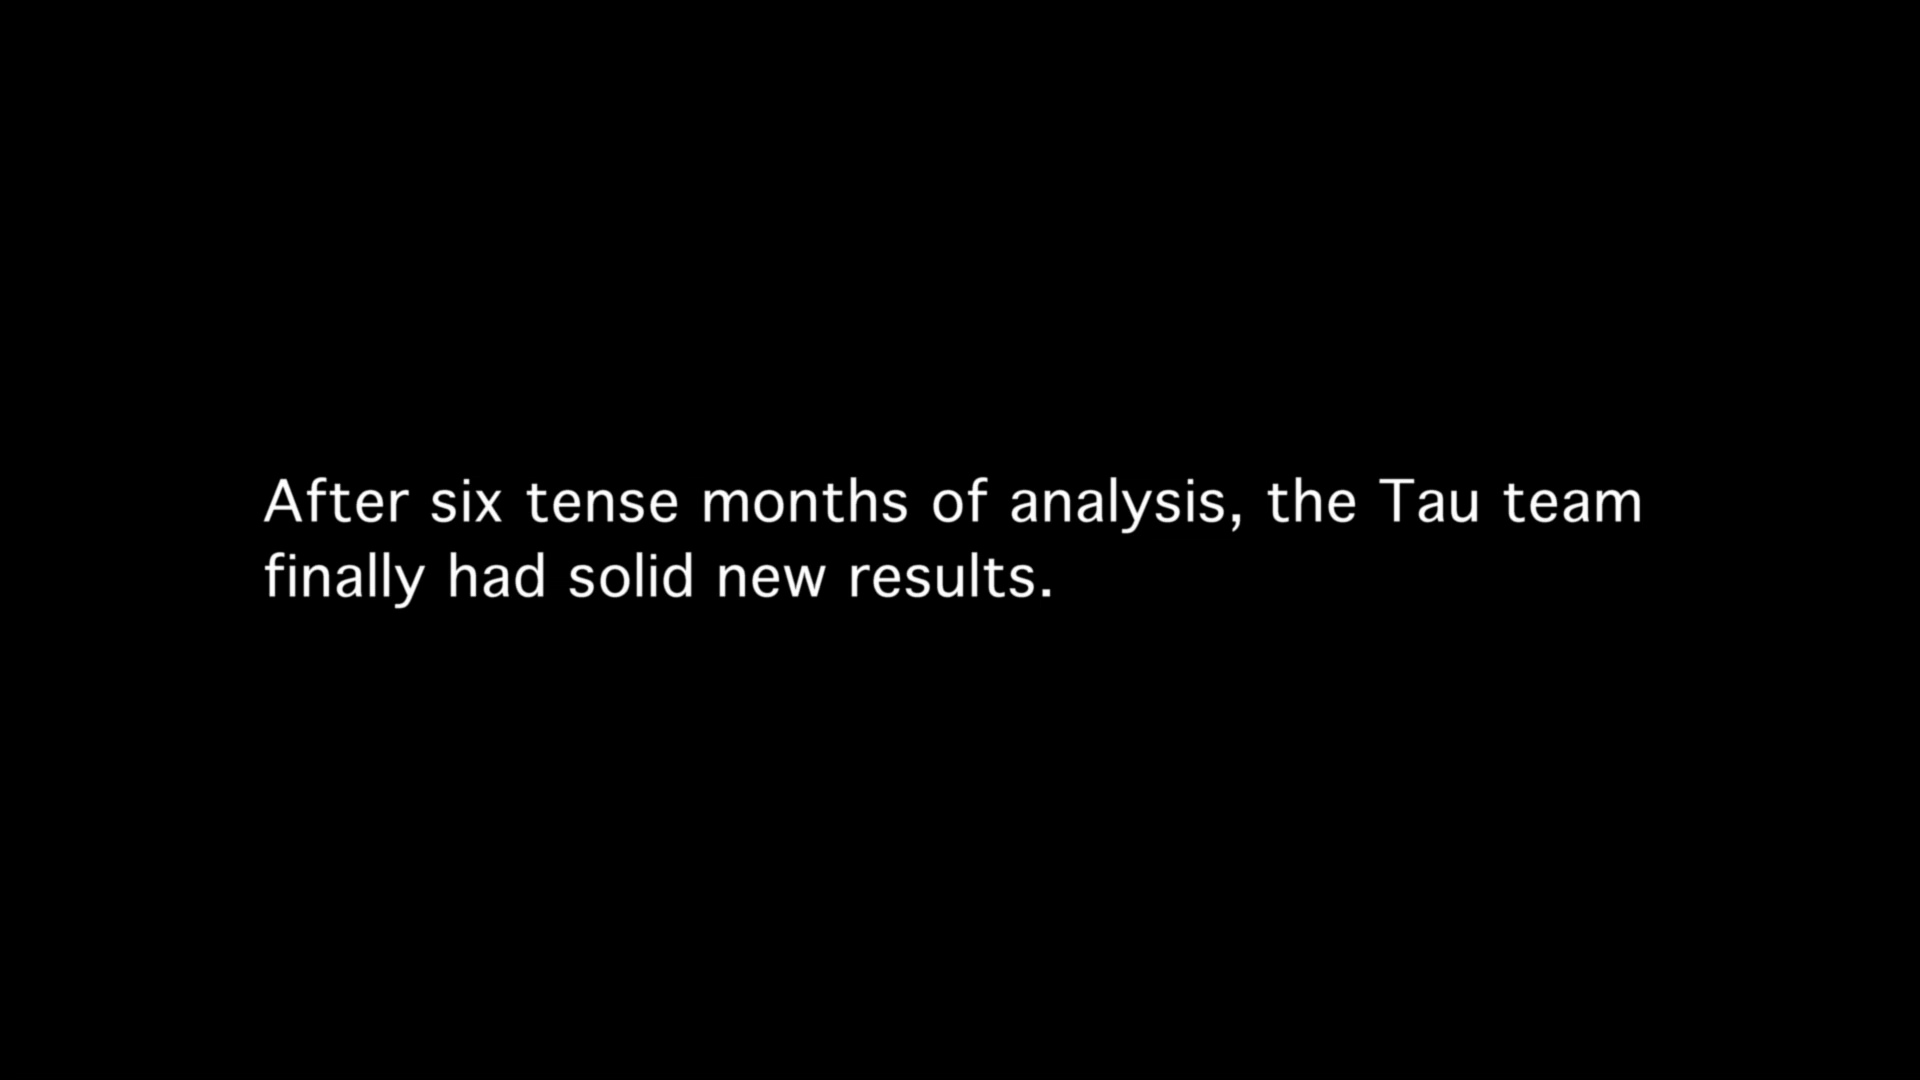 After six tense months of analysis, the Tau team
finally had solid new results.